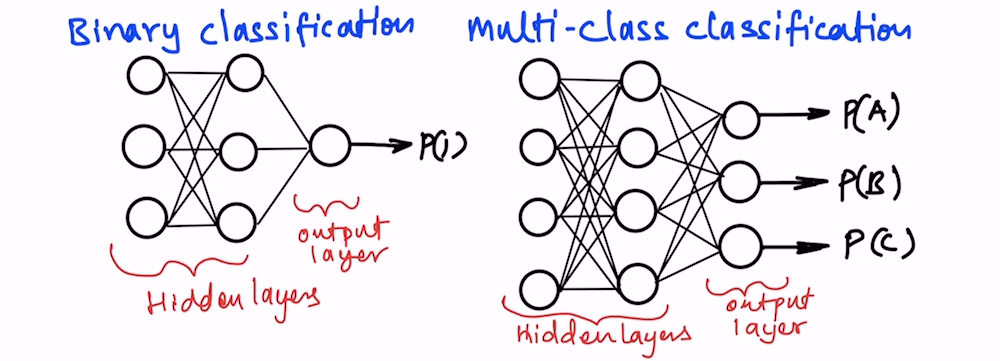 Binary classification
P(1)
output
layer
Hidden layers
multi-class classification
P(A)
P(B)
P(C)
output
layer
Hidden layers